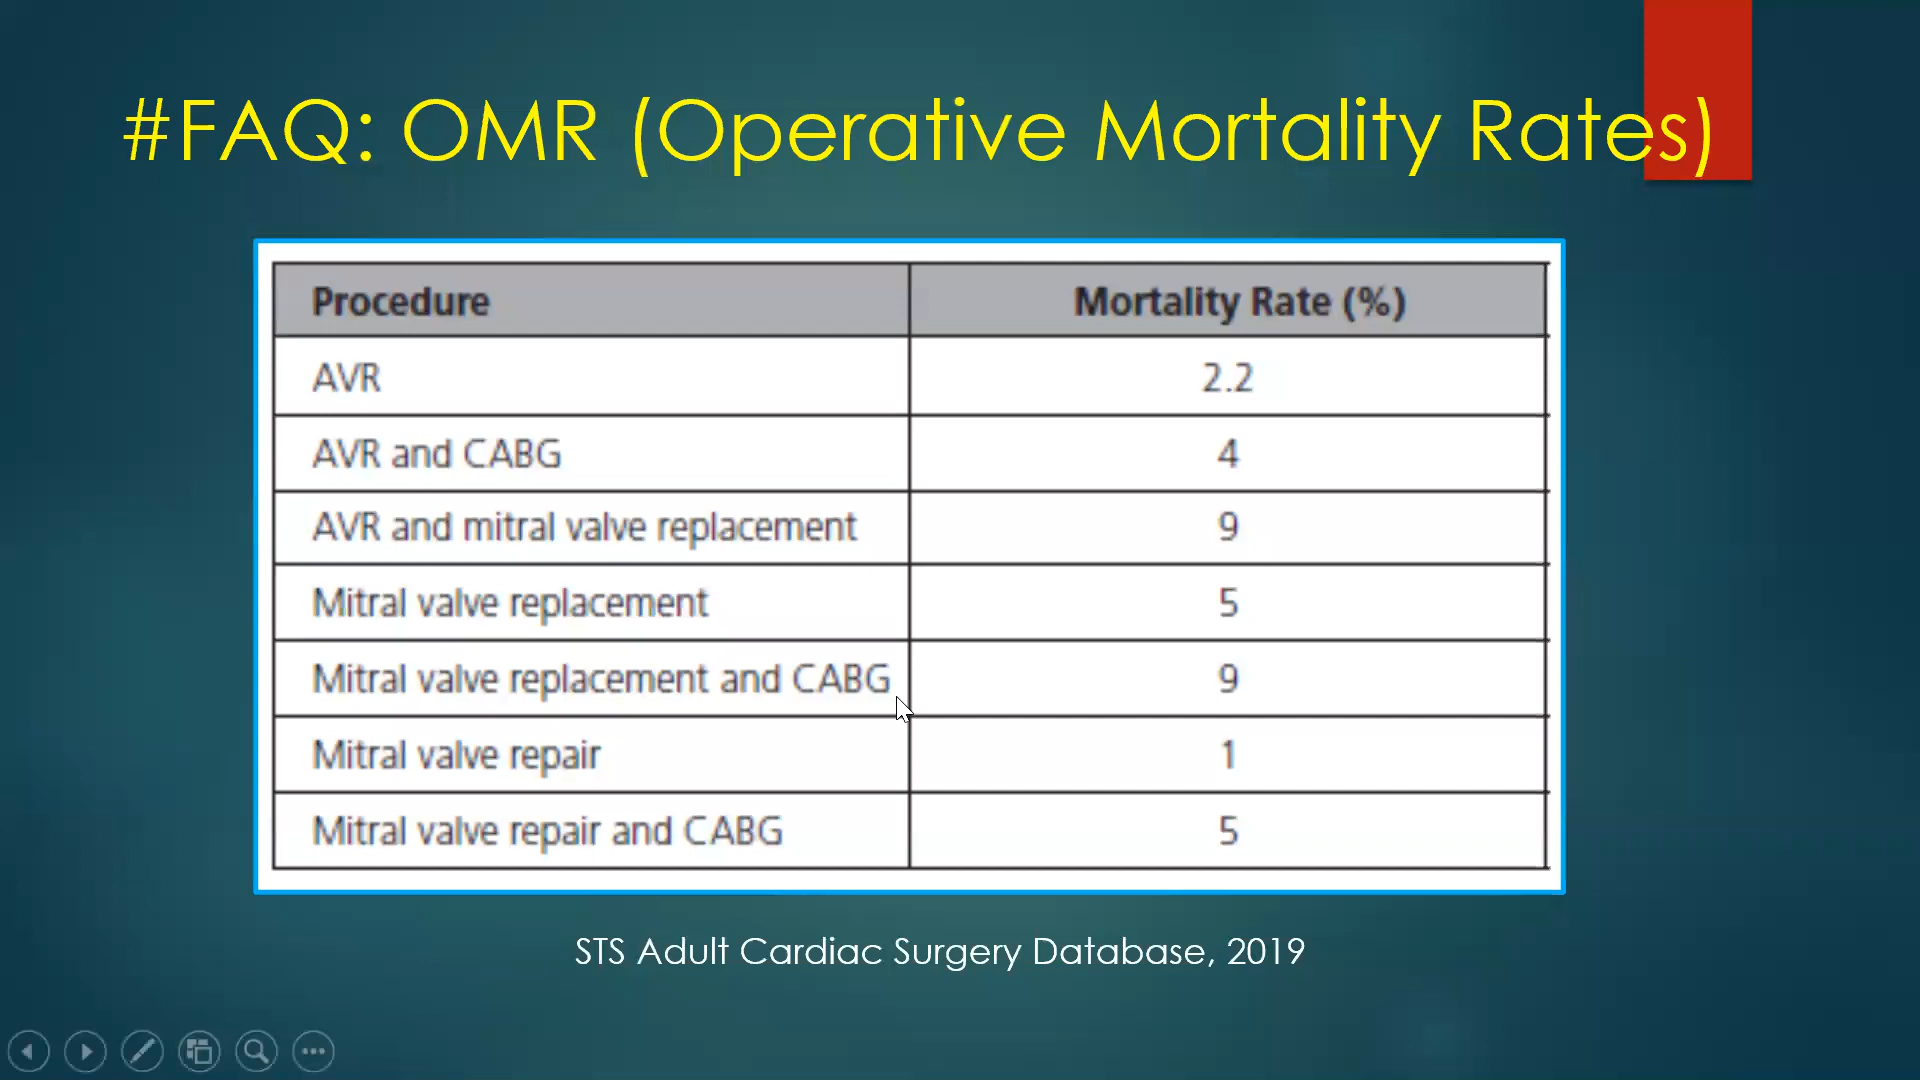 #FAQ: OMR (Operative Mortality Rates)
Procedure Mortality Rate (%)
AVR 2.2
AVR and CABG 4
AVR and mitral valve replacement 9
Mitral valve replacement 5
Mitral valve replacement and CABG 9
Mitral valve repair 1
Mitral valve repair and CABG 5
STS Adult Cardiac Surgery Database, 2019